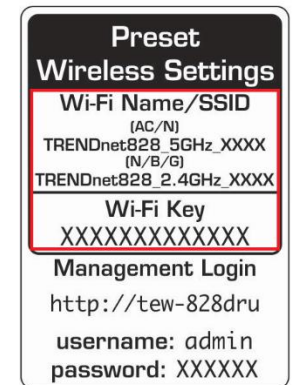 Preset
Wireless Settings
Wi-Fi Name/SSID
(AC/N)
TRENDnet828_5GHz_XXXX
(N/B/G)
TRENDnet828_2.4GHz_XXXX
Wi-Fi Key
XXXXXXXXXXXXX
Management Login
http://tew-828dru
username: admin
password: XXXXXX